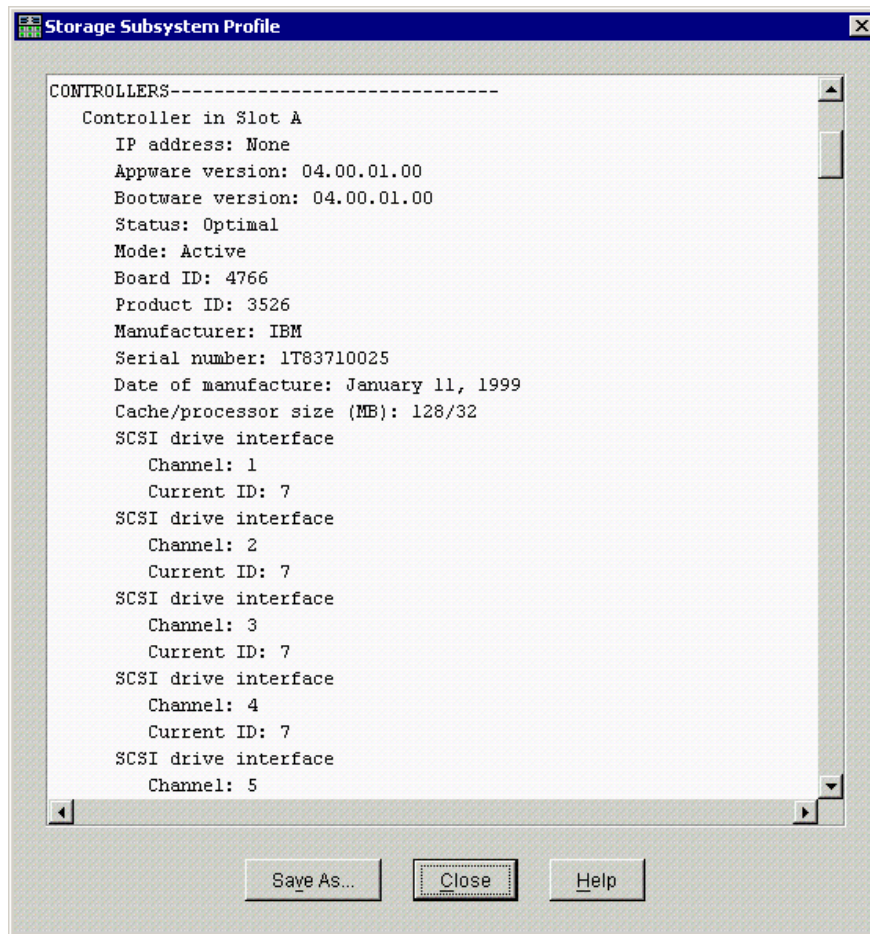 Storage Subsystem Profile
CONTROLLERS------------------------------
Controller in Slot A
IP address: None
Appware version: 04.00.01.00
Bootware version: 04.00.01.00
Status: Optimal
Mode: Active
Board ID: 4766
Product ID: 3526
Manufacturer: IBM
Serial number: 1T83710025
Date of manufacture: January 11, 1999
Cache/processor size (MB): 128/32
SCSI drive interface
Channel: 1
Current ID: 7
SCSI drive interface
Channel: 2
Current ID: 7
SCSI drive interface
Channel: 3
Current ID: 7
SCSI drive interface
Channel: 4
Current ID: 7
SCSI drive interface
Channel: 5
Save As... Close Help